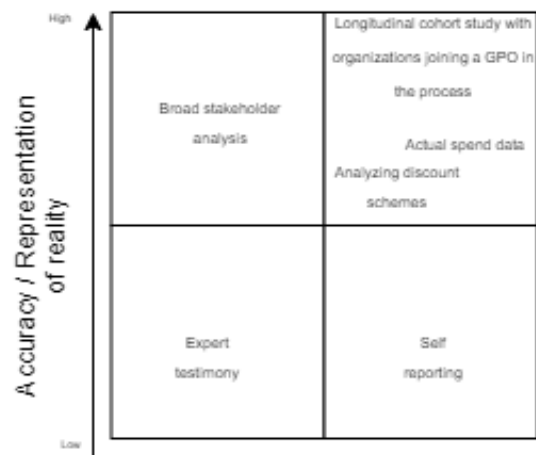 High
Accuracy / Representation
of reality
Low
Broad stakeholder
analysis
Longitudinal cohort study with
organizations joining a GPO in
the process
Actual spend data
Analyzing discount
schemes
Expert
testimony
Self
reporting